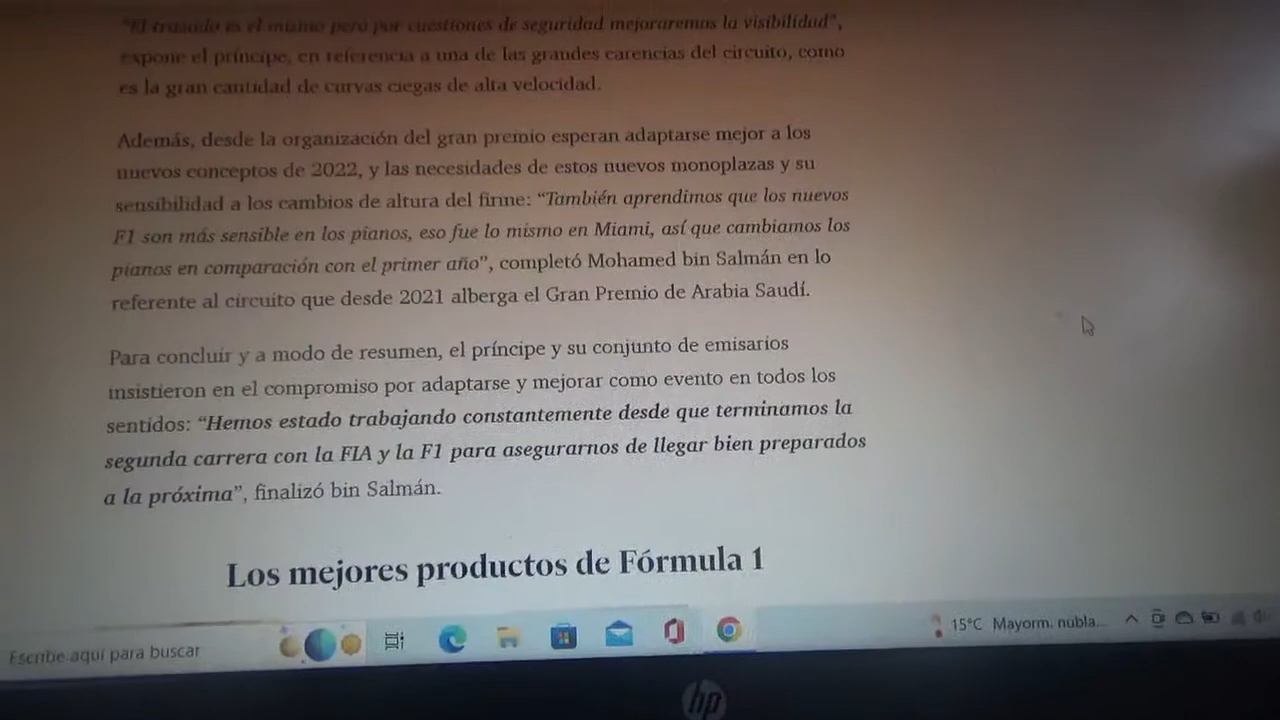 "El trasado es el mismo pero por cuestiones de seguridad mejoraremos la visibilidad",
expone el príncipe, en referencia a una de las grandes carencias del circuito, como
es la gran cantidad de curvas ciegas de alta velocidad.
Además, desde la organización del gran premio esperan adaptarse mejor a los
nuevos conceptos de 2022, y las necesidades de estos nuevos monoplazas y su
sensibilidad a los cambios de altura del firme: “También aprendimos que los nuevos
F1 son más sensible en los pianos, eso fue lo mismo en Miami, así que cambiamos los
pianos en comparación con el primer año”, completó Mohamed bin Salmán en lo
referente al circuito que desde 2021 alberga el Gran Premio de Arabia Saudí.
Para concluir y a modo de resumen, el príncipe y su conjunto de emisarios
insistieron en el compromiso por adaptarse y mejorar como evento en todos los
sentidos: “Hemos estado trabajando constantemente desde que terminamos la
segunda carrera con la FIA y la F1 para asegurarnos de llegar bien preparados
a la próxima”, finalizó bin Salmán.
Los mejores productos de Fórmula 1
Escribe aquí para buscar
15°C Mayorm. nubla...
hp